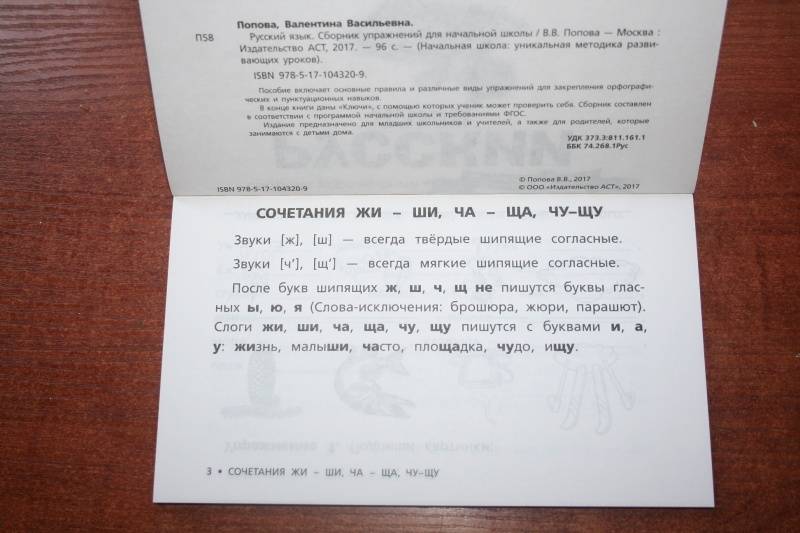 Попова, Валентина Васильевна.
П58 Русский язык. Сборник упражнений для начальной школы / В.В. Попова — Москва :
Издательство АСТ, 2017. — 96 с. — (Начальная школа: уникальная методика разви-
вающих уроков).
ISBN 978-5-17-104320-9.
Пособие включает основные правила и различные виды упражнений для закрепления орфографи-
ческих и пунктуационных навыков.
В конце книги даны «Ключи», с помощью которых ученик может проверить себя. Сборник составлен
в соответствии с программой начальной школы и требованиями ФГОС.
Издание предназначено для младших школьников и учителей, а также для родителей, которые
занимаются с детьми дома.
УДК 373.3:811.161.1
ББК 74.268.1Рус
© Попова В.В., 2017
ISBN 978-5-17-104320-9 © ООО «Издательство АСТ», 2017
СОЧЕТАНИЯ ЖИ – ШИ, ЧА – ЩА, ЧУ–ЩУ
Звуки [ж], [ш] — всегда твёрдые шипящие согласные.
Звуки [ч’], [щ’] — всегда мягкие шипящие согласные.
После букв шипящих ж, ш, ч, щ не пишутся буквы глас-
ных ы, ю, я (Слова-исключения: брошюра, жюри, парашют).
Слоги жи, ши, ча, ща, чу, щу пишутся с буквами и, а,
у: жизнь, малыши, часто, площадка, чудо, ищу.
Упражнение 1. Подпиши картинки.
3 • СОЧЕТАНИЯ ЖИ – ШИ, ЧА – ЩА, ЧУ–ЩУ